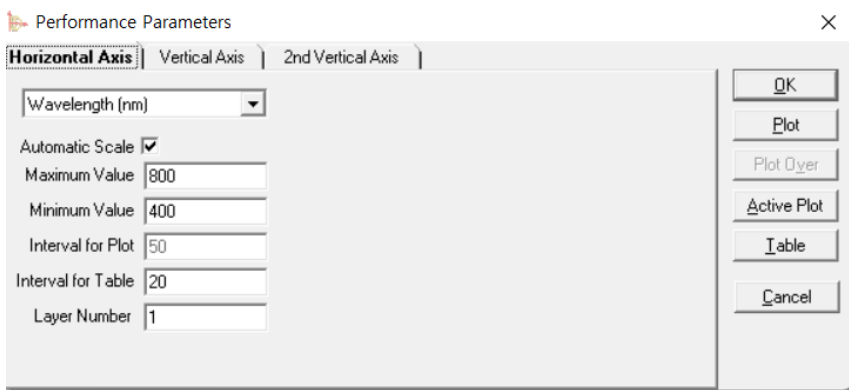 Performance Parameters
Horizontal Axis
Vertical Axis
2nd Vertical Axis
Wavelength (nm)
Automatic Scale
Maximum Value 800
Minimum Value 400
Interval for Plot 50
Interval for Table 20
Layer Number 1
OK
Plot
Plot Over
Active Plot
Table
Cancel